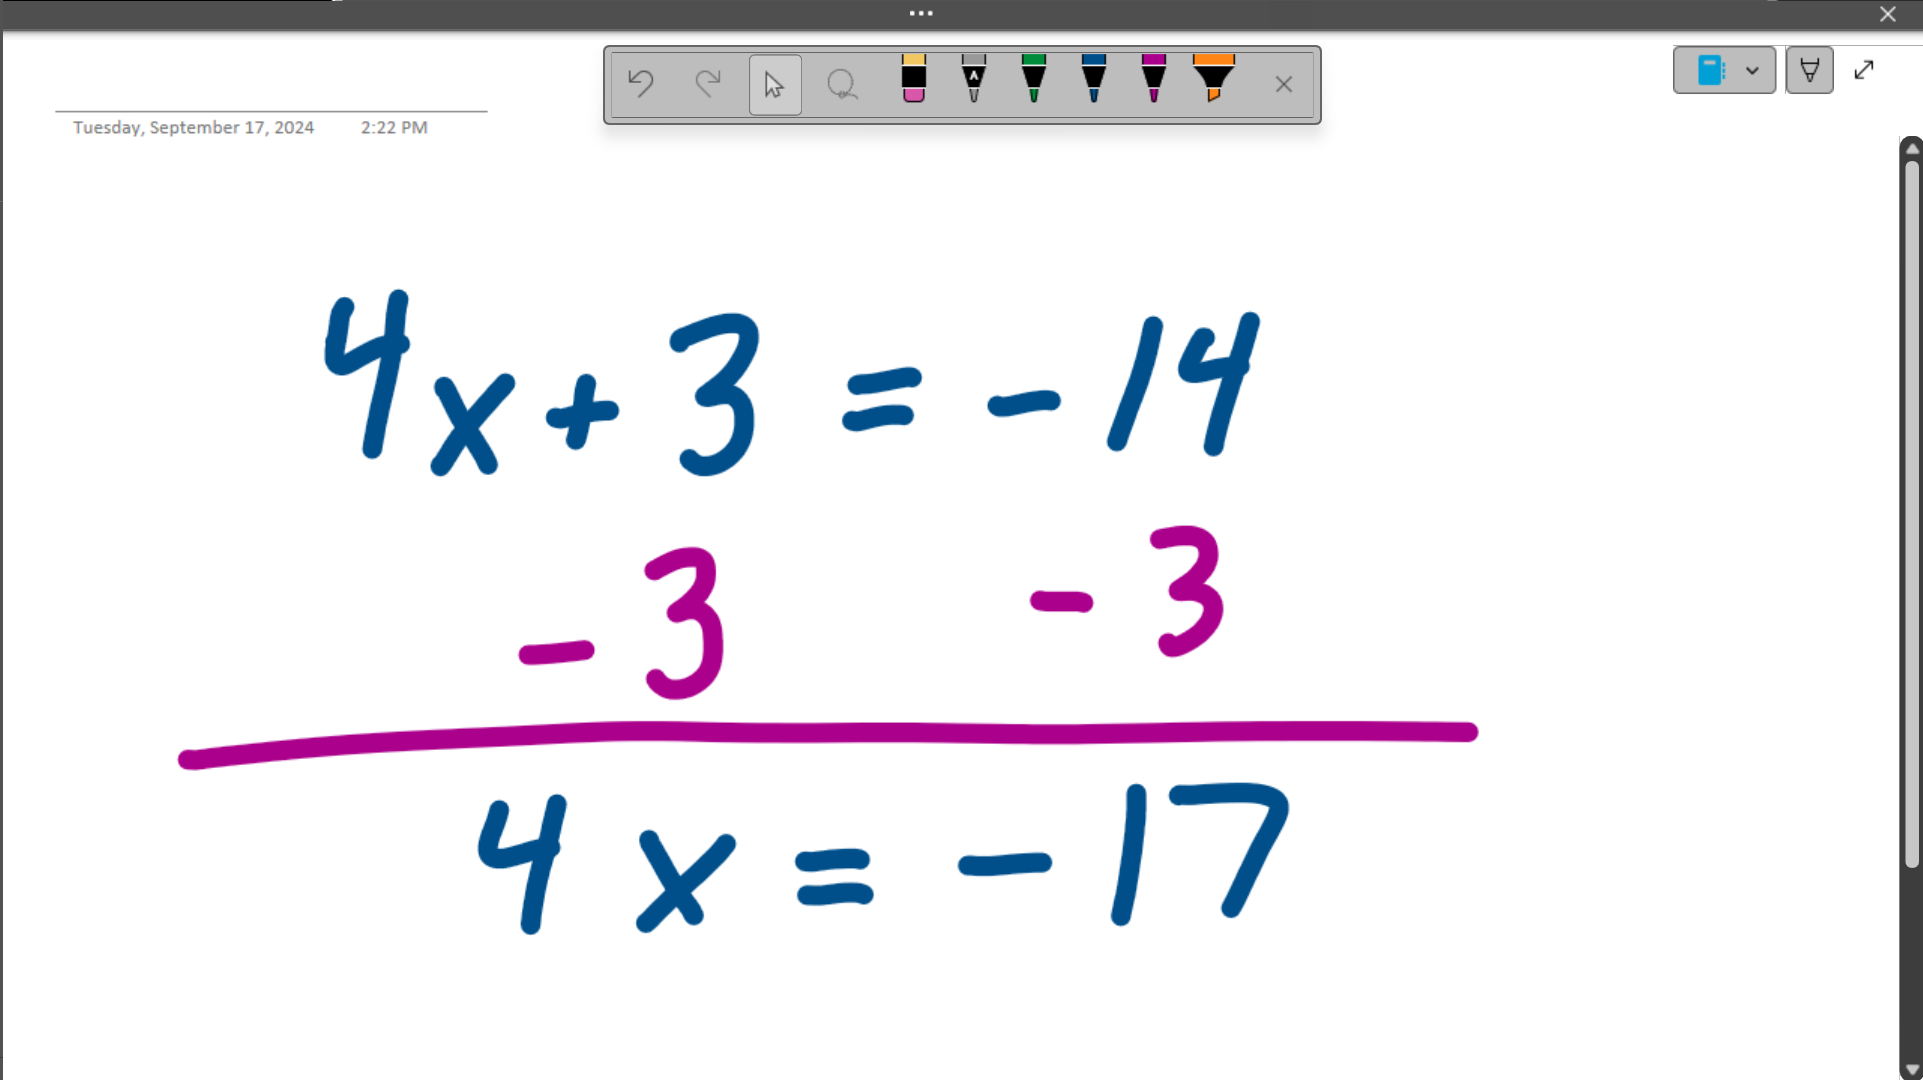 Tuesday, September 17, 2024 2:22 PM
4x + 3 = - 14
- 3 - 3
4x = - 17